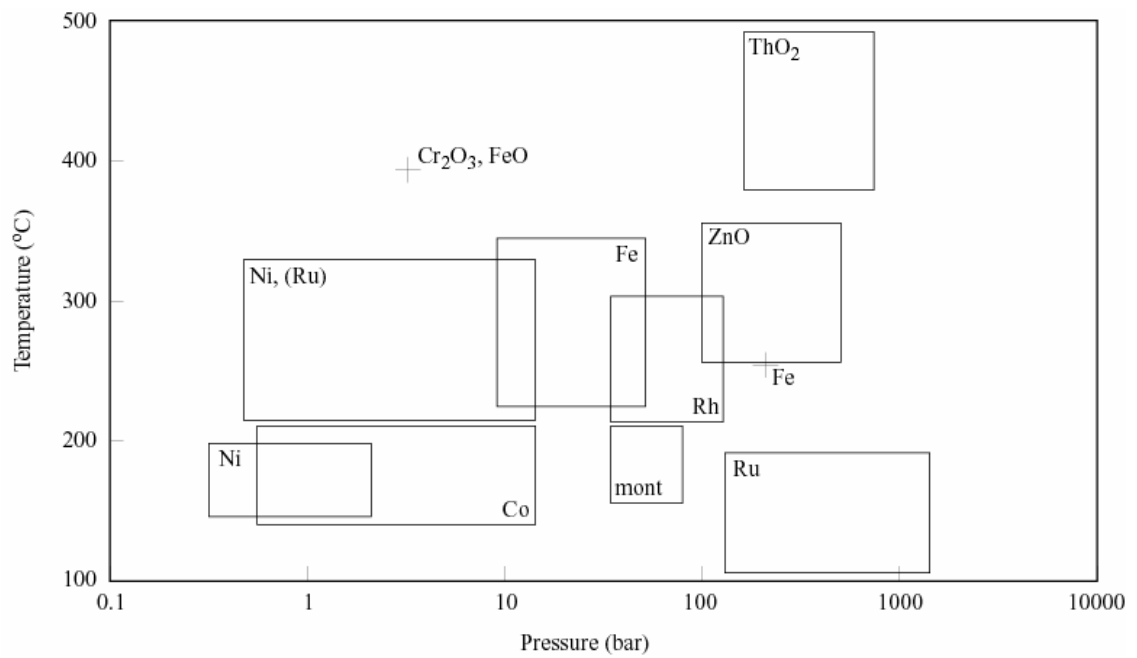 500
ThO2
Cr2O3, FeO
400
ZnO
Fe
Ni, (Ru)
300
Temperature (°C)
Fe
Rh
200
Ni
Ru
mont
Co
100
0.1
1
10
100
1000
10000
Pressure (bar)